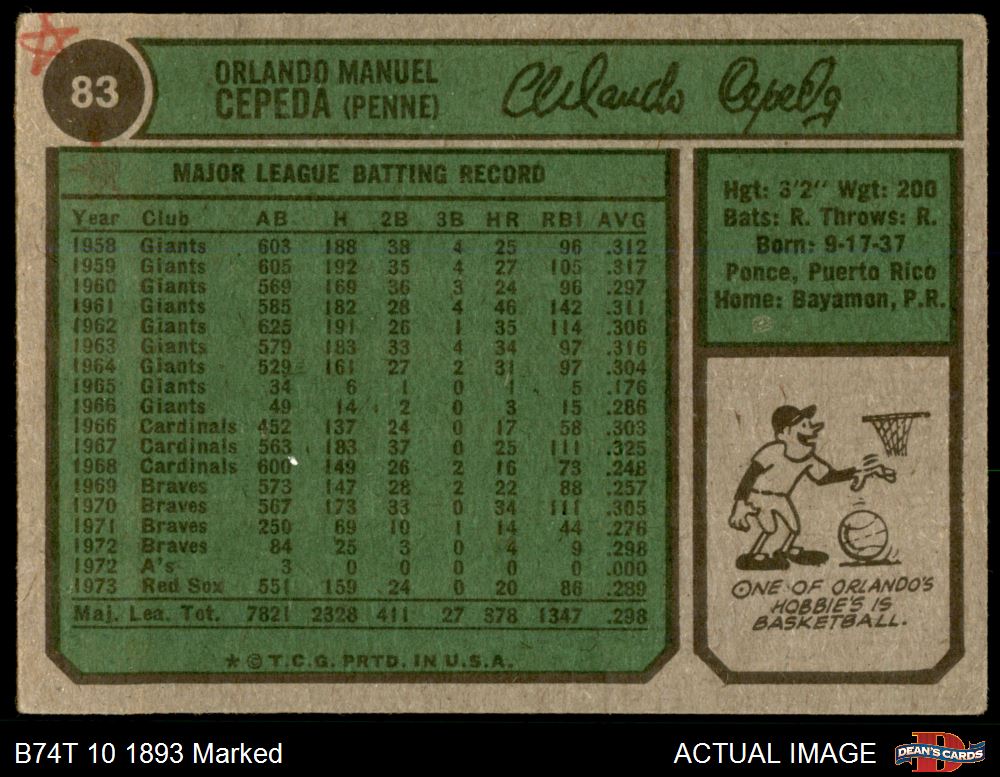 83
ORLANDO MANUEL
CEPEDA (PENNE)
Orlando Cepeda
MAJOR LEAGUE BATTING RECORD
Year Club AB H 2B 3B HR RBI AVG
1958 Giants 603 188 38 4 25 96 .312
1959 Giants 605 192 35 4 27 105 .317
1960 Giants 569 169 36 3 24 96 .297
1961 Giants 585 182 28 4 46 142 .311
1962 Giants 625 191 26 1 35 114 .306
1963 Giants 579 183 33 4 34 97 .316
1964 Giants 529 161 27 2 31 97 .304
1965 Giants 34 6 1 0 1 5 .176
1966 Giants 49 14 2 0 3 15 .286
1966 Cardinals 452 137 24 0 17 58 .303
1967 Cardinals 563 183 37 0 25 111 .325
1968 Cardinals 600 149 26 2 16 73 .248
1969 Braves 573 147 28 2 22 88 .257
1970 Braves 567 173 33 0 34 111 .305
1971 Braves 250 69 10 1 14 44 .276
1972 Braves 84 25 3 0 4 9 .298
1972 A's 3 0 0 0 0 0 .000
1973 Red Sox 551 159 24 0 20 86 .289
Maj. Lea. Tot. 7821 2328 411 27 378 1347 .298
* © T.C.G. PRTD. IN U.S.A.
Hgt: 6'2" Wgt: 200
Bats: R. Throws: R.
Born: 9-17-37
Ponce, Puerto Rico
Home: Bayamon, P.R.
ONE OF ORLANDO'S
HOBBIE'S IS
BASKETBALL.
B74T 10 1893 Marked
ACTUAL IMAGE
DEAN'S CARDS